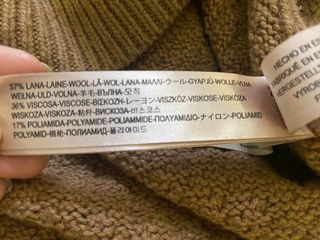 37% LANA-LAINE-WOOL-LÃ-WOL-LANA-ΜΑΛΛΙ-ウール-GYAPJÚ-WOLLE-VLNA
WEŁNA-ULD-VOLNA-羊毛-ВЪЛНА-모직
36% VISCOSA-VISCOSE-ΒΙΣΚΟΖΗ-レーヨン-VISZKÓZ-VISKOSE-VISKÓZA
WISKOZA-VISKOZA-粘纤-ВИСКОЗА-비스코스
17% POLIAMIDA-POLYAMIDE-POLIAMMIDE-ΠΟΛΥΑΜΙΔΙΟ-ナイロン-POLIAMID
POLYAMID-锦纶-ПОЛИАМИД-폴리아미드
HECHO EN
FABRIQUÉ EN
HERGESTELL
VYROB